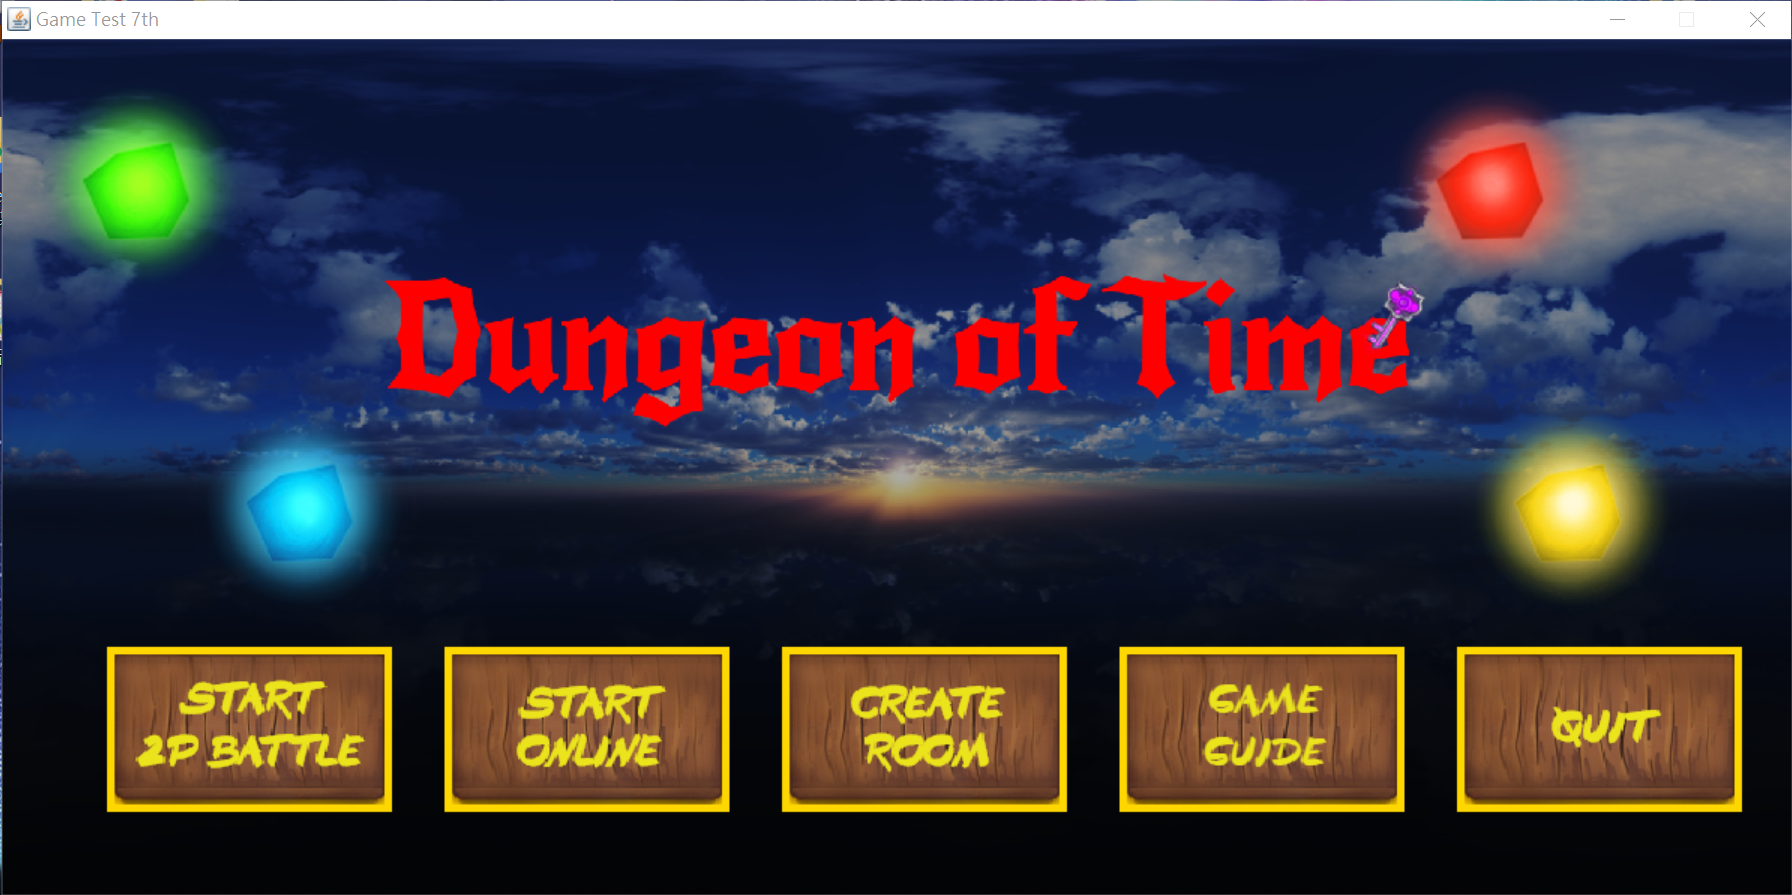 Game Test 7th
Dungeon of Time
START
2P BATTLE
START
ONLINE
CREATE
ROOM
GAME
GUIDE
QUIT